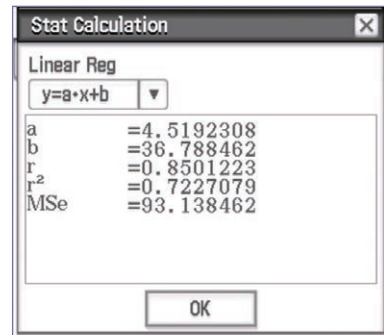 Stat Calculation
Linear Reg
y=a•x+b
a =4.5192308
b =36.788462
r =0.8501223
r² =0.7227079
MSe =93.138462
OK